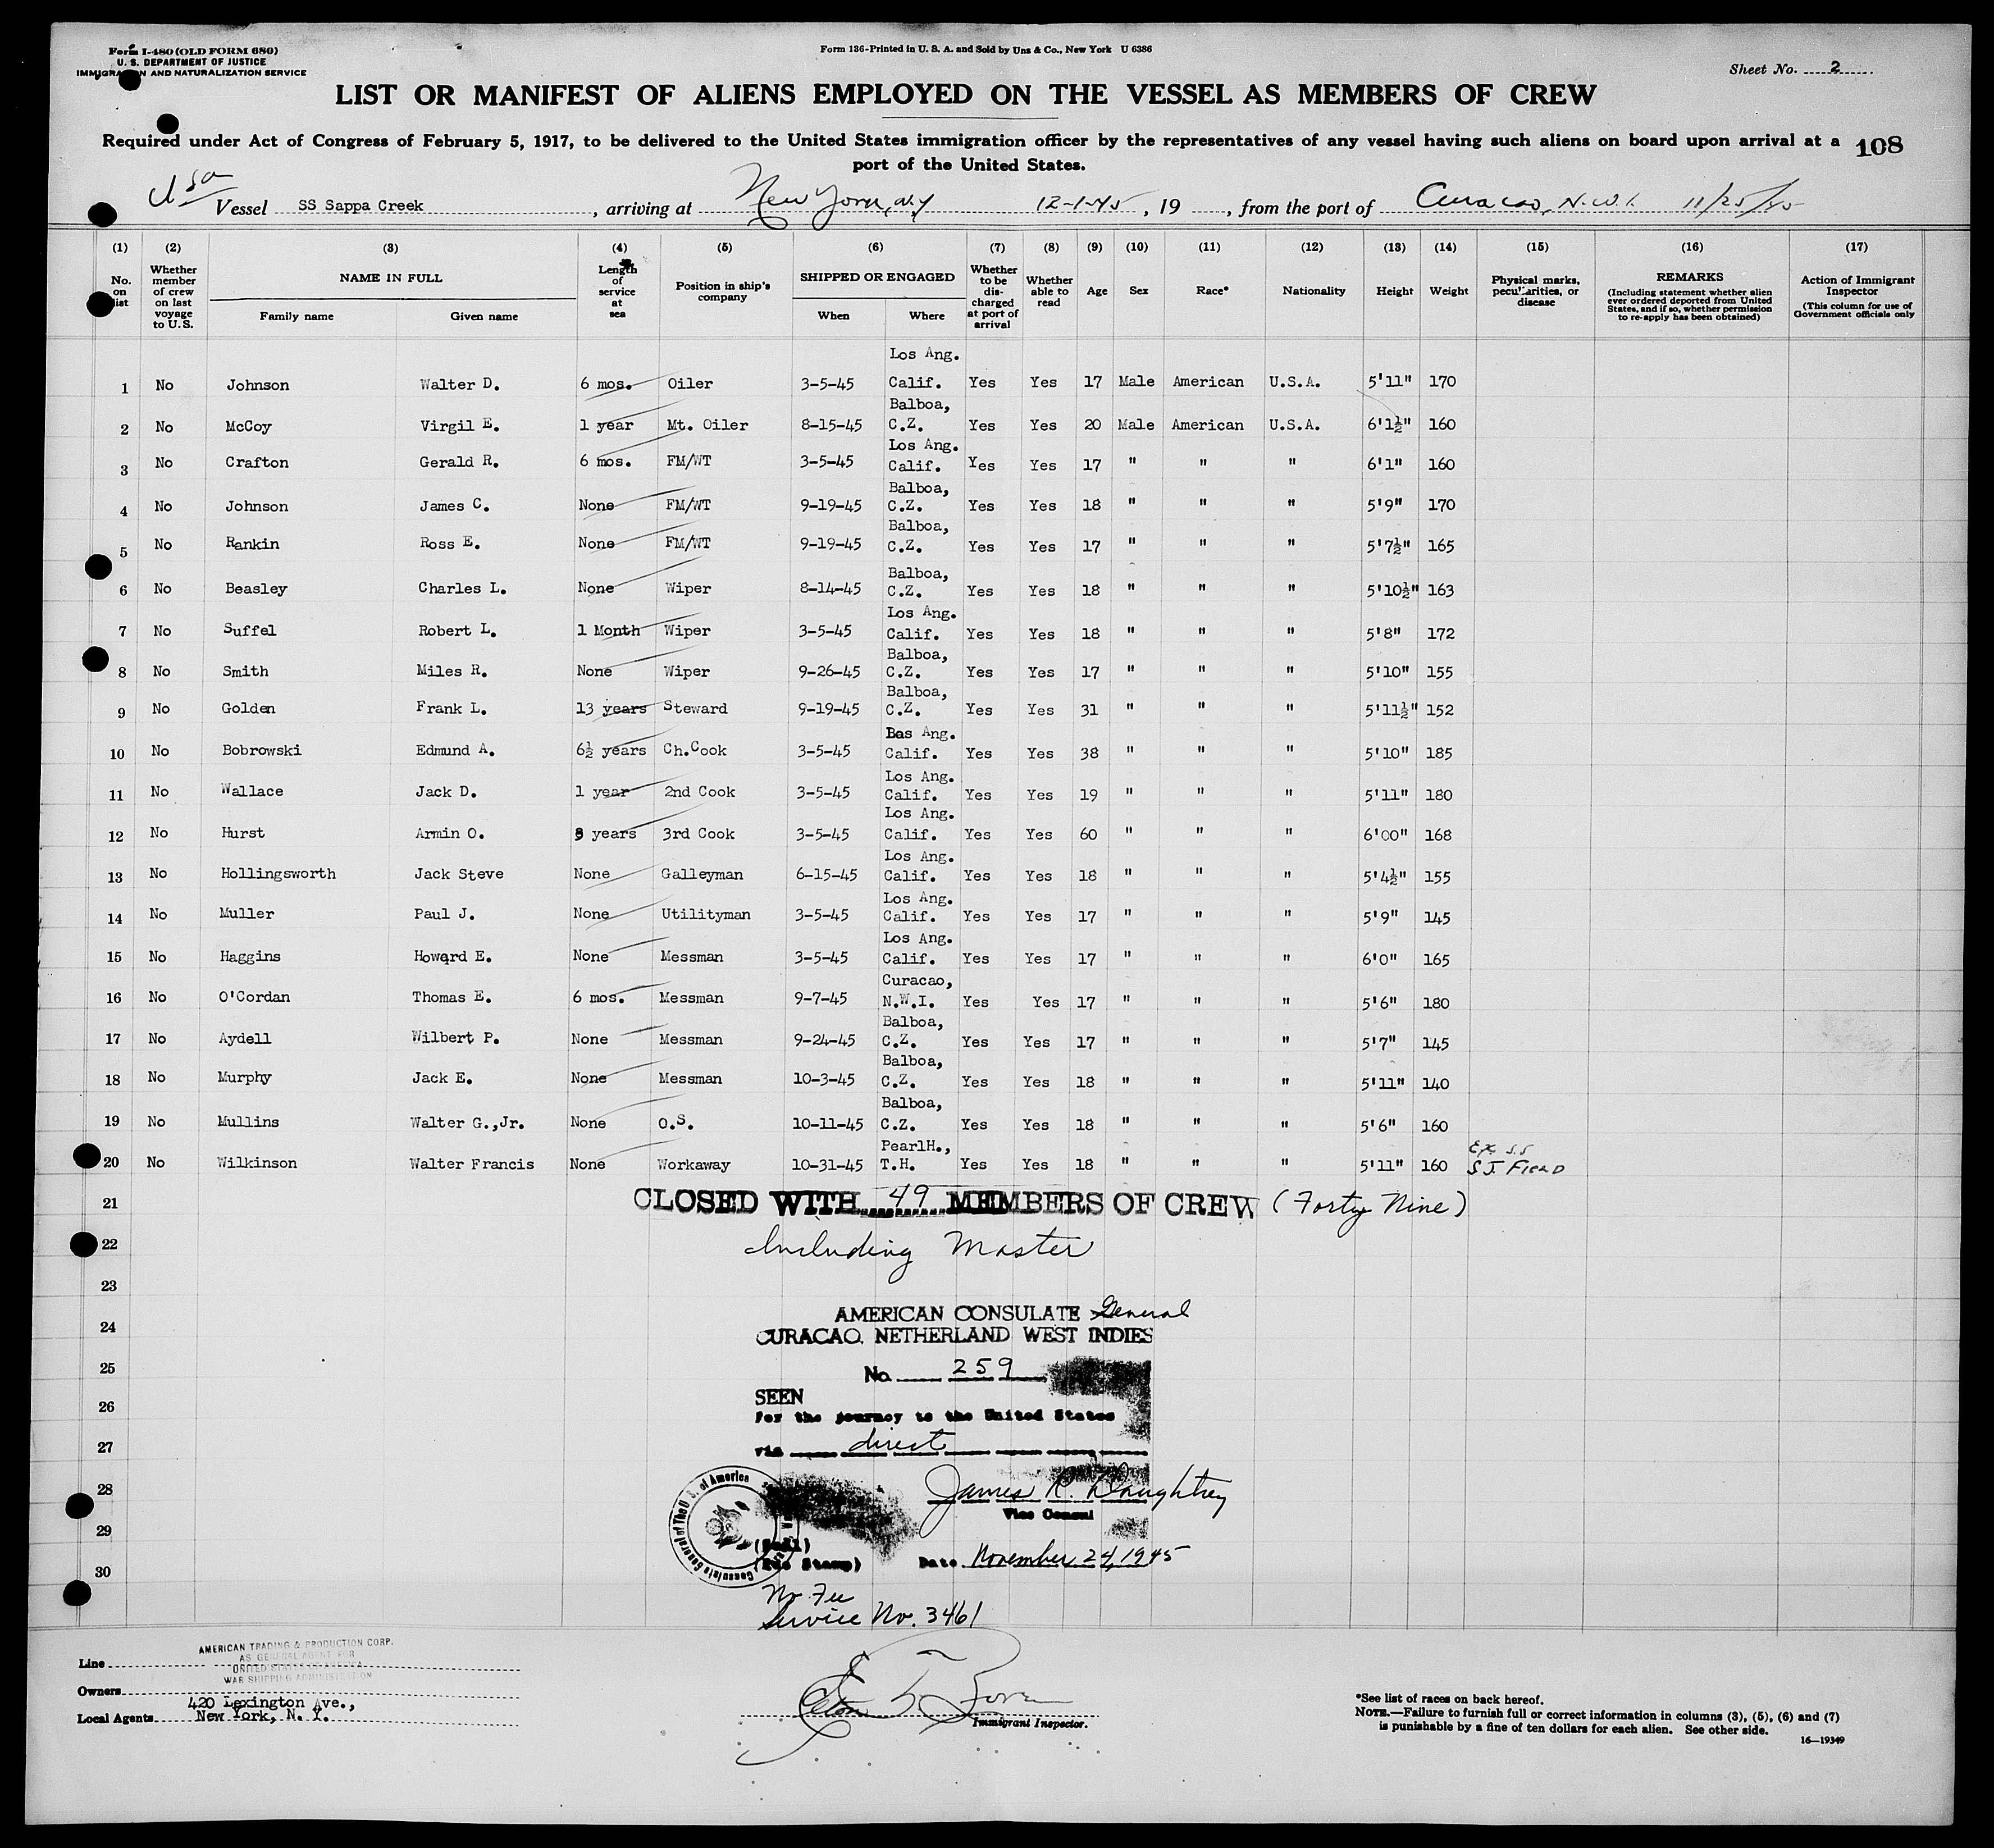 Form I-480 (OLD FORM 680)
U. S. DEPARTMENT OF JUSTICE
IMMIGRATION AND NATURALIZATION SERVICE
Form 136-Printed in U. S. A. and Sold by Unz & Co., New York U 6386
Sheet No. 2
LIST OR MANIFEST OF ALIENS EMPLOYED ON THE VESSEL AS MEMBERS OF CREW
Required under Act of Congress of February 5, 1917, to be delivered to the United States immigration officer by the representatives of any vessel having such aliens on board upon arrival at a
port of the United States.
108
Usa
Vessel SS Sappa Creek, arriving at New York, N.Y 12-1-45, 19 , from the port of Curacao, N.W.I. 11/25/45
(1) (2) (3) (4) (5) (6) (7) (8) (9) (10) (11) (12) (13) (14) (15) (16) (17)
No. on list
Whether member of crew on last voyage to U. S.
NAME IN FULL
Family name Given name
Length of service at sea
Position in ship's company
SHIPPED OR ENGAGED
When Where
Whether to be discharged at port of arrival
Whether able to read
Age Sex Race* Nationality Height Weight
Physical marks, peculiarities, or disease
REMARKS
(Including statement whether alien ever ordered deported from United States, and if so, whether permission to re-apply has been obtained)
Action of Immigrant Inspector
(This column for use of Government officials only
1 No Johnson Walter D. 6 mos. Oiler 3-5-45 Los Ang. Calif. Yes Yes 17 Male American U.S.A. 5'11" 170
2 No McCoy Virgil E. 1 year Mt. Oiler 8-15-45 Balboa, C.Z. Yes Yes 20 Male American U.S.A. 6'1½" 160
3 No Crafton Gerald R. 6 mos. FM/WT 3-5-45 Los Ang. Calif. Yes Yes 17 " " " 6'1" 160
4 No Johnson James C. None FM/WT 9-19-45 Balboa, C.Z. Yes Yes 18 " " " 5'9" 170
5 No Rankin Ross E. None FM/WT 9-19-45 Balboa, C.Z. Yes Yes 17 " " " 5'7½" 165
6 No Beasley Charles L. None Wiper 8-14-45 Balboa, C.Z. Yes Yes 18 " " " 5'10½" 163
7 No Suffel Robert L. 1 Month Wiper 3-5-45 Los Ang. Calif. Yes Yes 18 " " " 5'8" 172
8 No Smith Miles R. None Wiper 9-26-45 Balboa, C.Z. Yes Yes 17 " " " 5'10" 155
9 No Golden Frank L. 13 years Steward 9-19-45 Balboa, C.Z. Yes Yes 31 " " " 5'11½" 152
10 No Bobrowski Edmund A. 6½ years Ch.Cook 3-5-45 Ang. Calif. Yes Yes 38 " " " 5'10" 185
11 No Wallace Jack D. 1 year 2nd Cook 3-5-45 Los Ang. Calif. Yes Yes 19 " " " 5'11" 180
12 No Hurst Armin O. years 3rd Cook 3-5-45 Los Ang. Calif. Yes Yes 60 " " " 6'00" 168
13 No Hollingsworth Jack Steve None Galleyman 6-15-45 Los Ang. Calif. Yes Yes 18 " " " 5'4½" 155
14 No Muller Paul J. None Utilityman 3-5-45 Los Ang. Calif. Yes Yes 17 " " " 5'9" 145
15 No Haggins Howard E. None Messman 3-5-45 Los Ang. Calif. Yes Yes 17 " " " 6'0" 165
16 No O'Cordan Thomas E. 6 mos. Messman 9-7-45 Curacao, N.W.I. Yes Yes 17 " " " 5'6" 180
17 No Aydell Wilbert P. None Messman 9-24-45 Balboa, C.Z. Yes Yes 17 " " " 5'7" 145
18 No Murphy Jack E. None Messman 10-3-45 Balboa, C.Z. Yes Yes 18 " " " 5'11" 140
19 No Mullins Walter G.,Jr. None O.S. 10-11-45 Balboa, C.Z. Yes Yes 18 " " " 5'6" 160
20 No Wilkinson Walter Francis None Workaway 10-31-45 PearlH., T.H. Yes Yes 18 " " " 5'11" 160 Ex SS S.J. Field
21 CLOSED WITH 49 MEMBERS OF CREW (Forty Nine)
22 Including Master
23
24 AMERICAN CONSULATE General
CURACAO. NETHERLAND WEST INDIES
25 No. 259
26 SEEN
For the journey to the United States
27 via direct
28 James R. Daughtrey
Vice Consul
29 (Seal)
(Fee Stamp) Date November 24, 1945
Consulate General of The U. S. of America
30
No Fee
Service No. 3461
Line AMERICAN TRADING & PRODUCTION CORP.
AS GENERAL AGENT FOR
UNITED STATES OF AMERICA
WAR SHIPPING ADMINISTRATION
Owners
420 Lexington Ave.,
Local Agents New York, N. Y.
Immigrant Inspector.
*See list of races on back hereof.
NOTE.—Failure to furnish full or correct information in columns (3), (5), (6) and (7)
is punishable by a fine of ten dollars for each alien. See other side.
16—19349